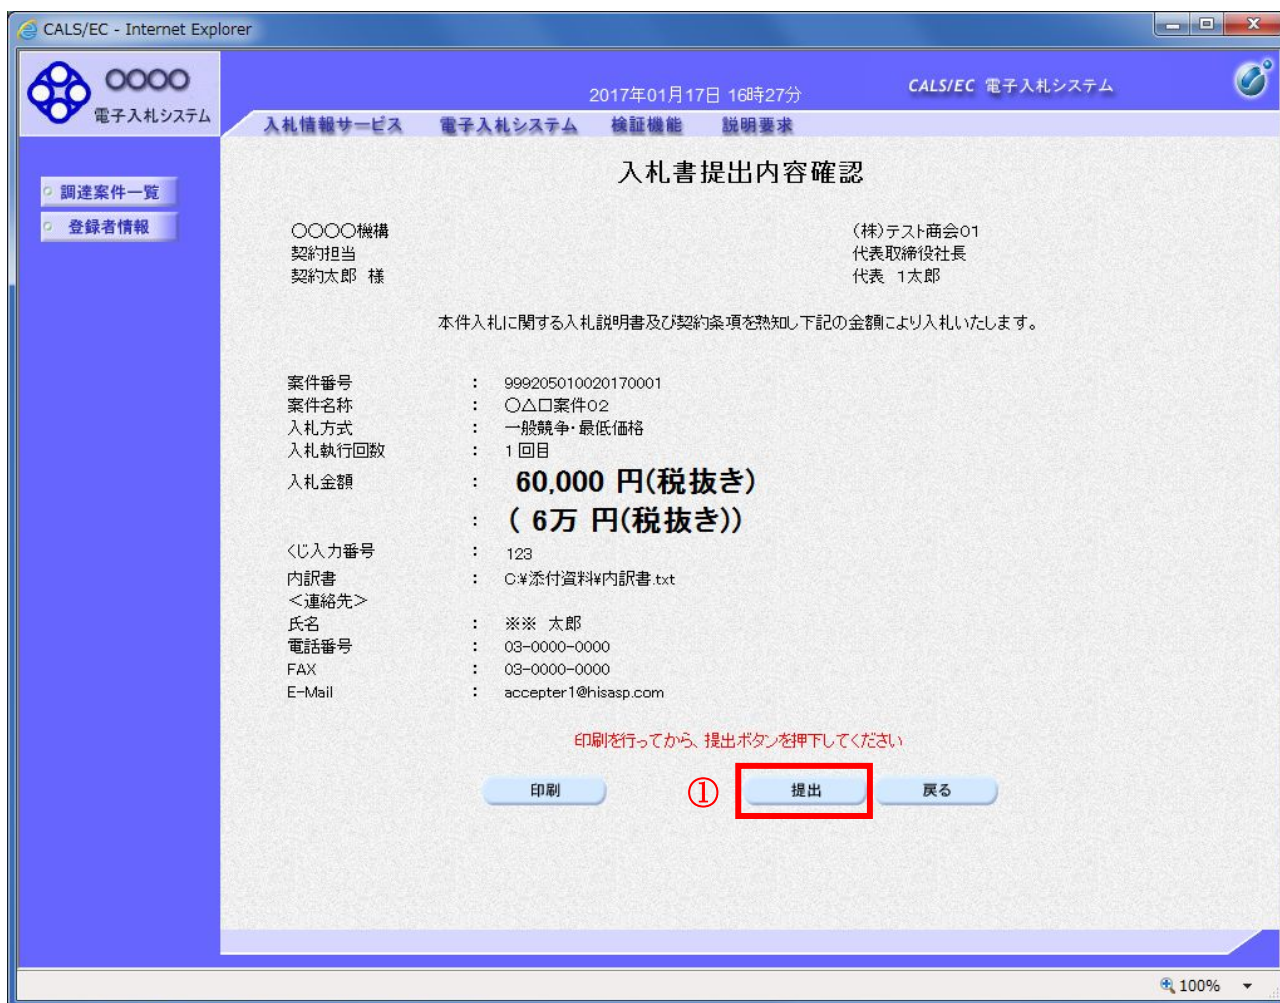 CALS/EC - Internet Explorer
〇〇〇〇
電子入札システム
2017年01月17日 16時27分
CALS/EC 電子入札システム
入札情報サービス 電子入札システム 検証機能 説明要求
調達案件一覧
登録者情報
入札書提出内容確認
〇〇〇〇機構
契約担当
契約太郎 様
(株)テスト商会01
代表取締役社長
代表 1太郎
本件入札に関する入札説明書及び契約条項を熟知し下記の金額により入札いたします。
案件番号 : 999205010020170001
案件名称 : 〇△口案件02
入札方式 : 一般競争・最低価格
入札執行回数 : 1回目
入札金額 : 60,000 円(税抜き)
: ( 6万 円(税抜き))
くじ入力番号 : 123
内訳書 : C:¥添付資料¥内訳書.txt
<連絡先>
氏名 : ※※ 太郎
電話番号 : 03-0000-0000
FAX : 03-0000-0000
E-Mail : accepter1@hisasp.com
印刷を行ってから、提出ボタンを押下してください
印刷 ① 提出 戻る
100%